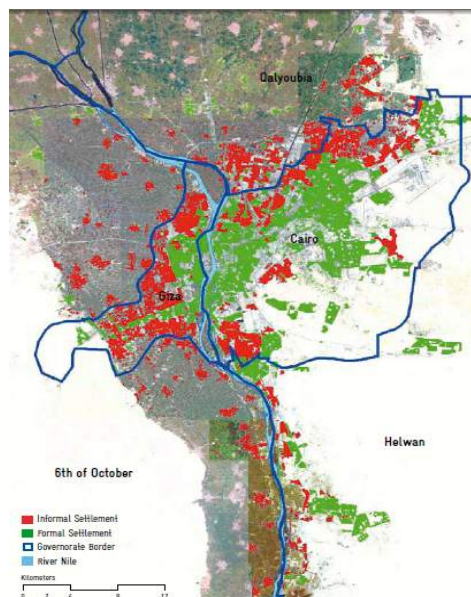 Qalyoubia
Cairo
Giza
Helwan
6th of October
Informal Settlement
Formal Settlement
Governorate Border
River Nile
Kilometers